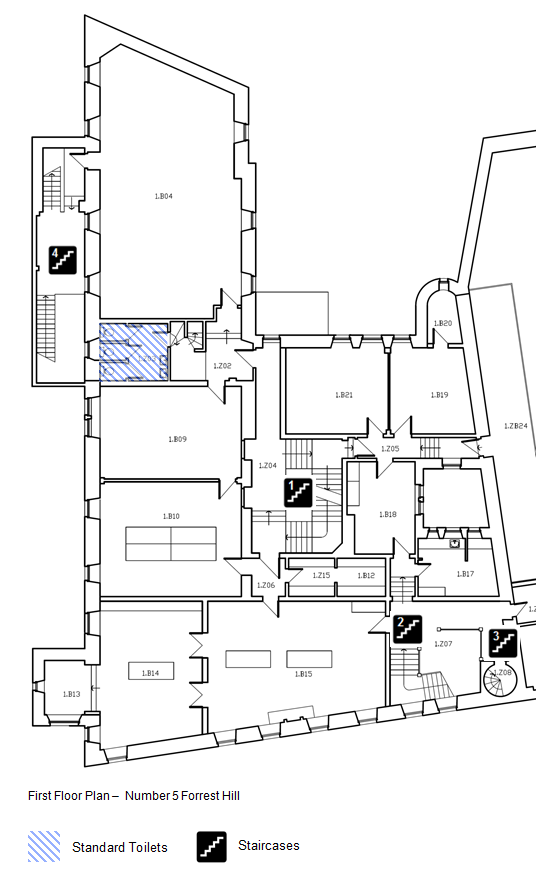 1.B04
4
1.Z02
1.B20
1.B21
1.B19
1.ZB24
1.B09
1.Z05
1.Z04
1
1.B10
1.B18
1.Z06
1.Z15
1.B12
1.B17
2
3
1.Z07
1.Z08
1.B14
1.B15
1.B13
First Floor Plan – Number 5 Forrest Hill
Standard Toilets
Staircases